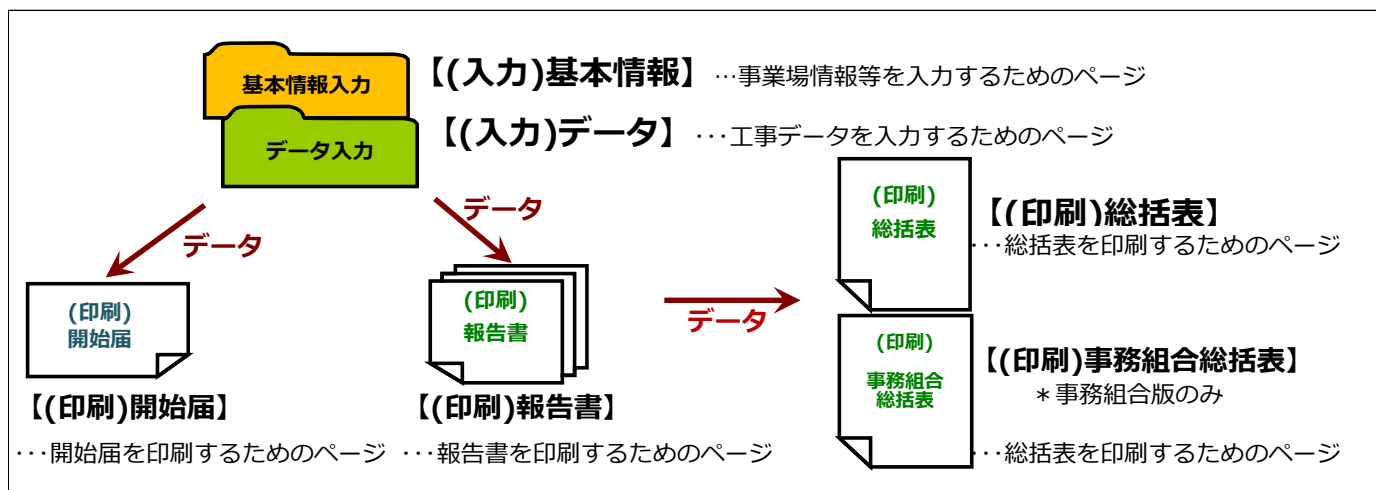 基本情報入力
【(入力)基本情報】 …事業場情報等を入力するためのページ
データ入力
【(入力)データ】 ･･･工事データを入力するためのページ
データ
データ
(印刷)
開始届
【(印刷)開始届】
･･･開始届を印刷するためのページ
(印刷)
報告書
【(印刷)報告書】
･･･報告書を印刷するためのページ
データ
(印刷)
総括表
【(印刷)総括表】
･･･総括表を印刷するためのページ
(印刷)
事務組合
総括表
【(印刷)事務組合総括表】
＊事務組合版のみ
･･･総括表を印刷するためのページ